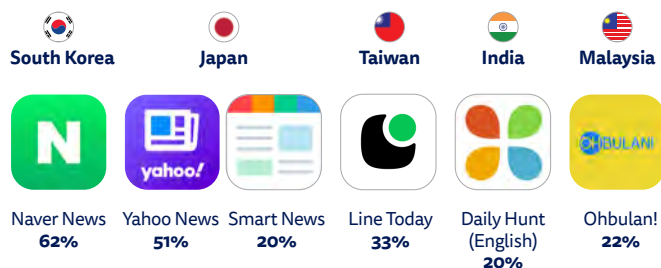 South Korea Japan Taiwan India Malaysia
N
yahoo!
OHBULAN!
Naver News Yahoo News Smart News Line Today Daily Hunt Ohbulan!
62% 51% 20% 33% (English) 22%
20%